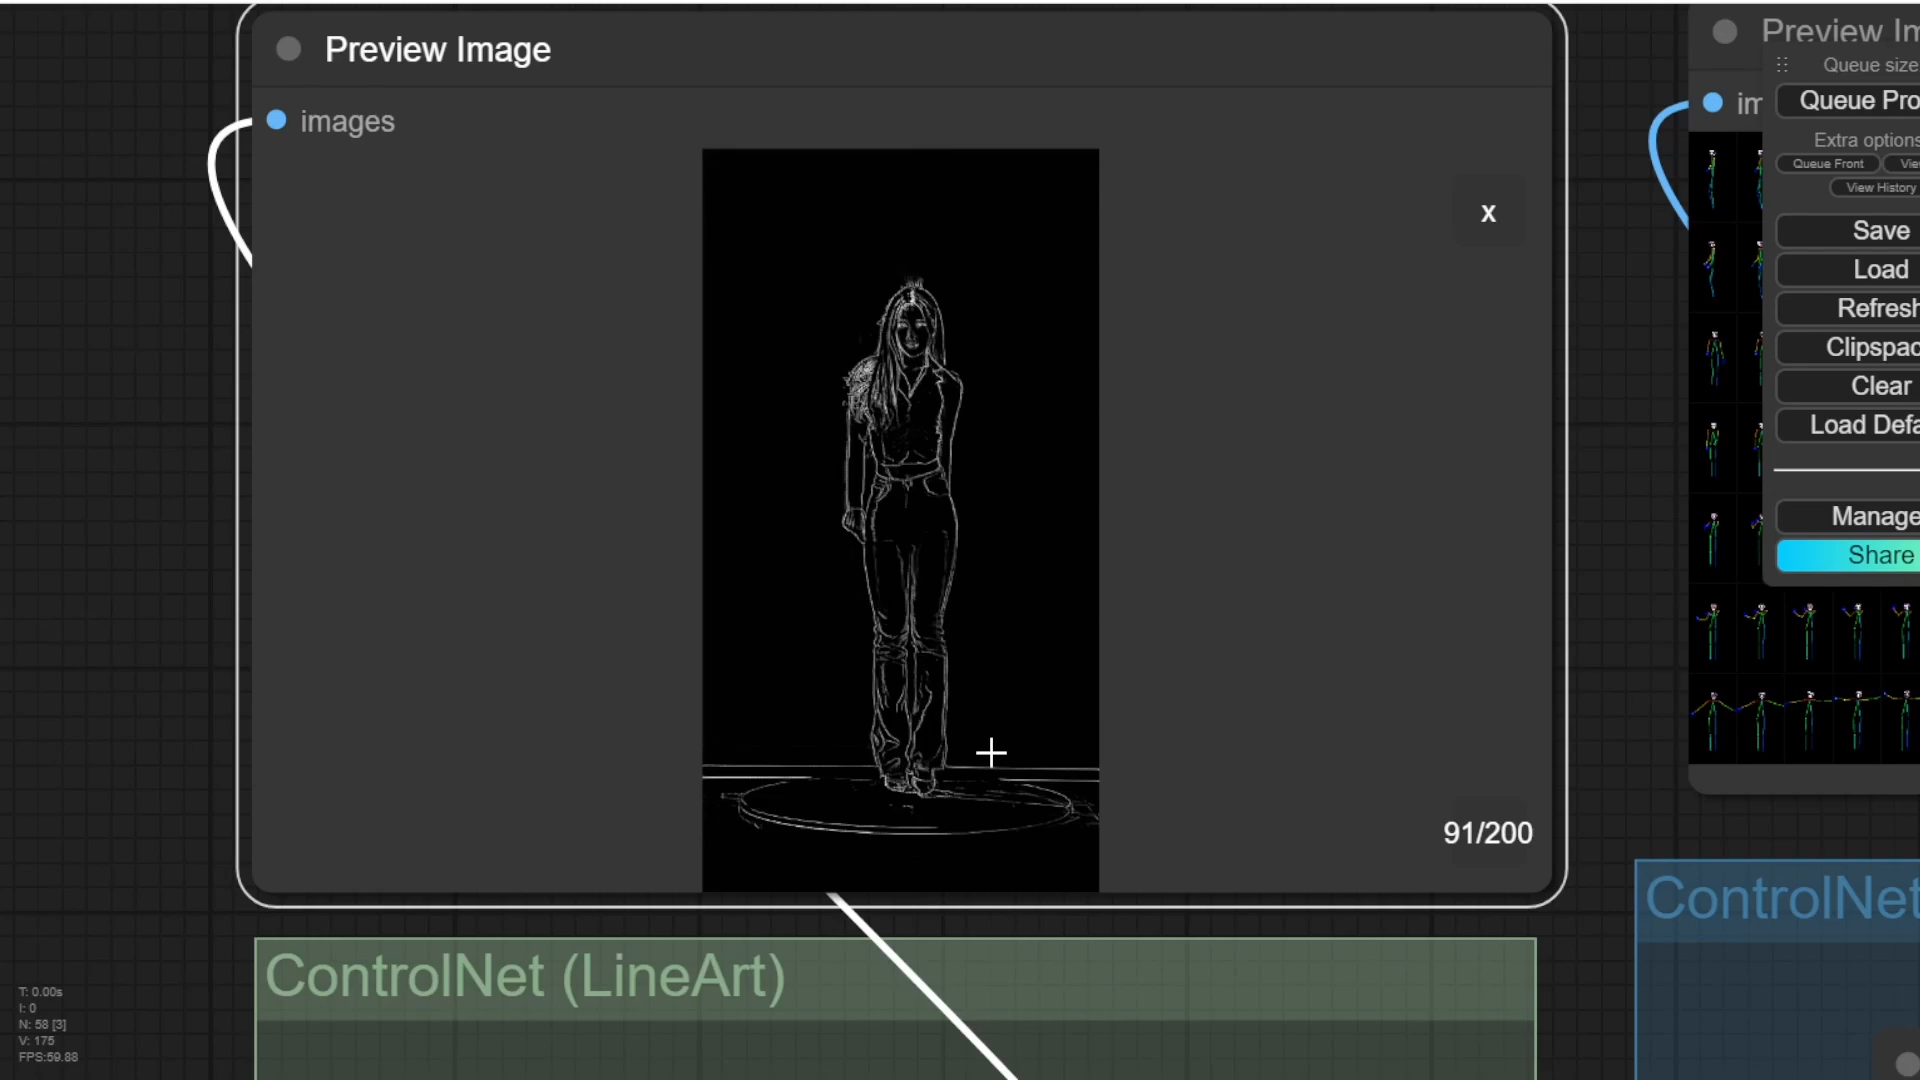 Preview Image
images
x
91/200
ControlNet (LineArt)
T: 0.00s
I: 0
N: 58 [3]
V: 175
FPS:59.88
Preview Im
im
Queue size
Queue Pro
Extra options
Queue Front
Vie
View History
Save
Load
Refresh
Clipspac
Clear
Load Defa
Manage
Share
ControlNet